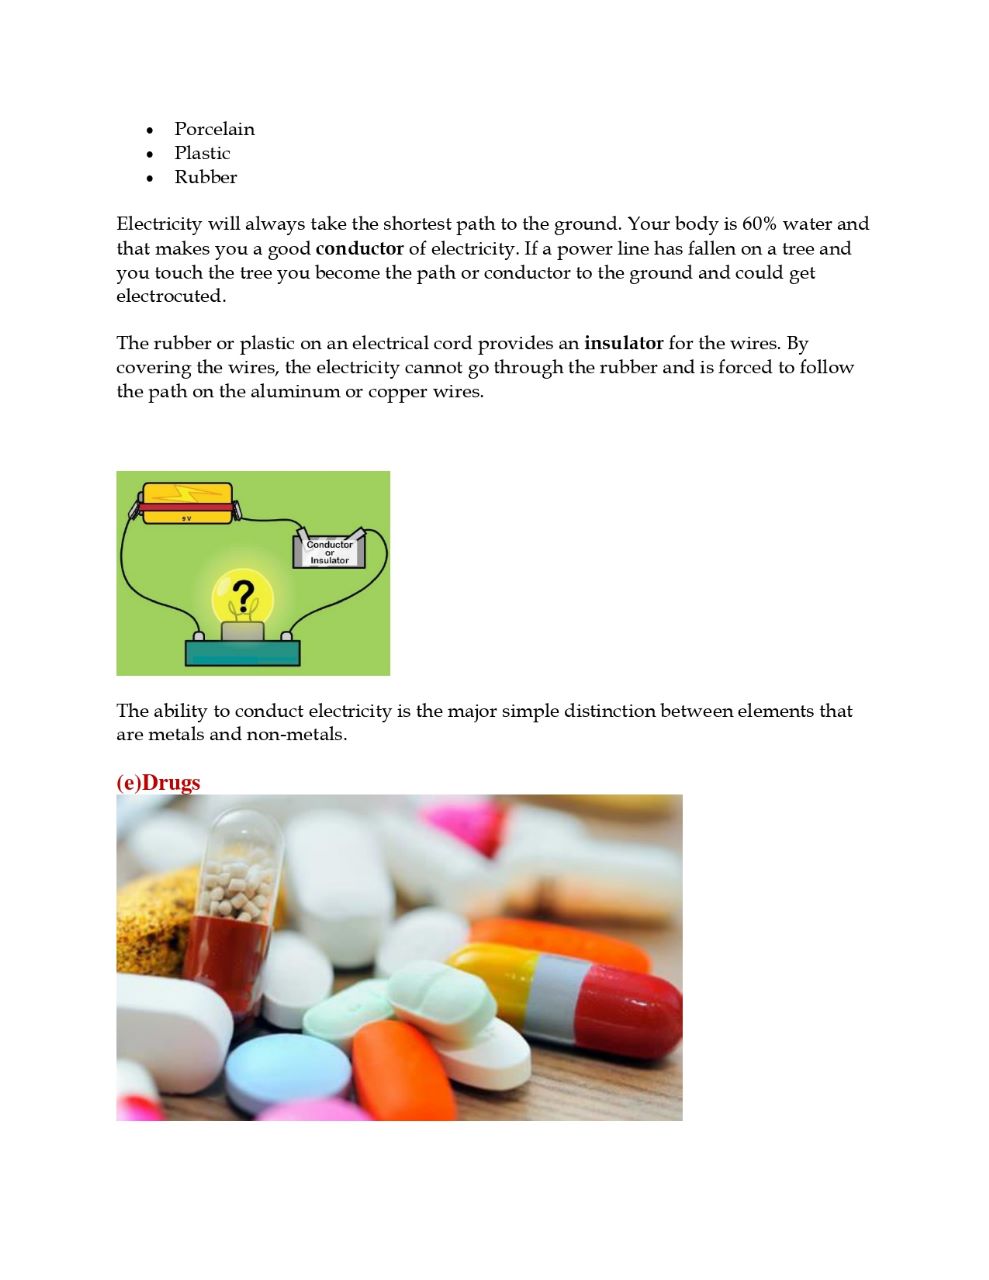 • Porcelain
• Plastic
• Rubber
Electricity will always take the shortest path to the ground. Your body is 60% water and
that makes you a good conductor of electricity. If a power line has fallen on a tree and
you touch the tree you become the path or conductor to the ground and could get
electrocuted.
The rubber or plastic on an electrical cord provides an insulator for the wires. By
covering the wires, the electricity cannot go through the rubber and is forced to follow
the path on the aluminum or copper wires.
9 V
Conductor
or
Insulator
?
The ability to conduct electricity is the major simple distinction between elements that
are metals and non-metals.
(e)Drugs